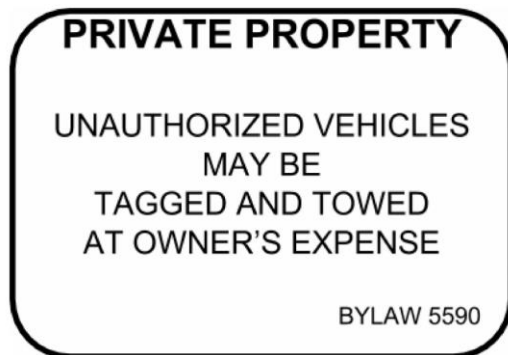 PRIVATE PROPERTY
UNAUTHORIZED VEHICLES
MAY BE
TAGGED AND TOWED
AT OWNER'S EXPENSE
BYLAW 5590